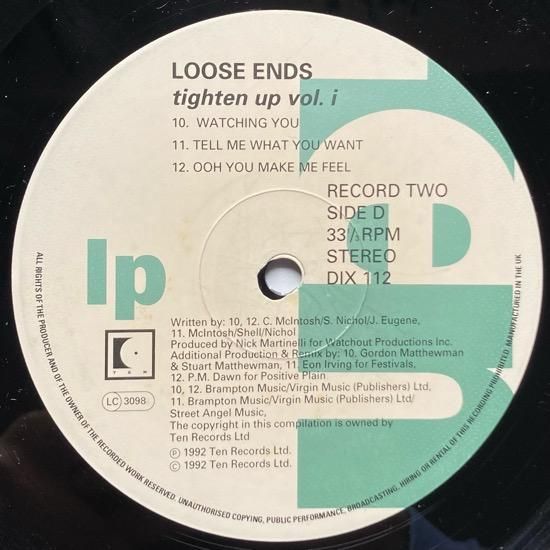 LOOSE ENDS
tighten up vol. i
10. WATCHING YOU
11. TELL ME WHAT YOU WANT
12. OOH YOU MAKE ME FEEL
RECORD TWO
SIDE D
33⅓ RPM
STEREO
DIX 112
lp
TEN
LC 3098
Written by: 10, 12. C. McIntosh/S. Nichol/J. Eugene,
11. McIntosh/Shell/Nichol
Produced by Nick Martinelli for Watchout Productions Inc.
Additional Production & Remix by: 10. Gordon Matthewman
& Stuart Matthewman, 11. Eon Irving for Festivals,
12. P.M. Dawn for Positive Plain
10, 12. Brampton Music/Virgin Music (Publishers) Ltd,
11. Brampton Music/Virgin Music (Publishers) Ltd/
Street Angel Music,
The copyright in this compilation is owned by
Ten Records Ltd
℗ 1992 Ten Records Ltd.
© 1992 Ten Records Ltd.
ALL RIGHTS OF THE PRODUCER AND OF THE OWNER OF THE RECORDED WORK RESERVED. UNAUTHORISED COPYING, PUBLIC PERFORMANCE, BROADCASTING, HIRING OR RENTAL OF THIS RECORDING PROHIBITED. MANUFACTURED IN THE UK